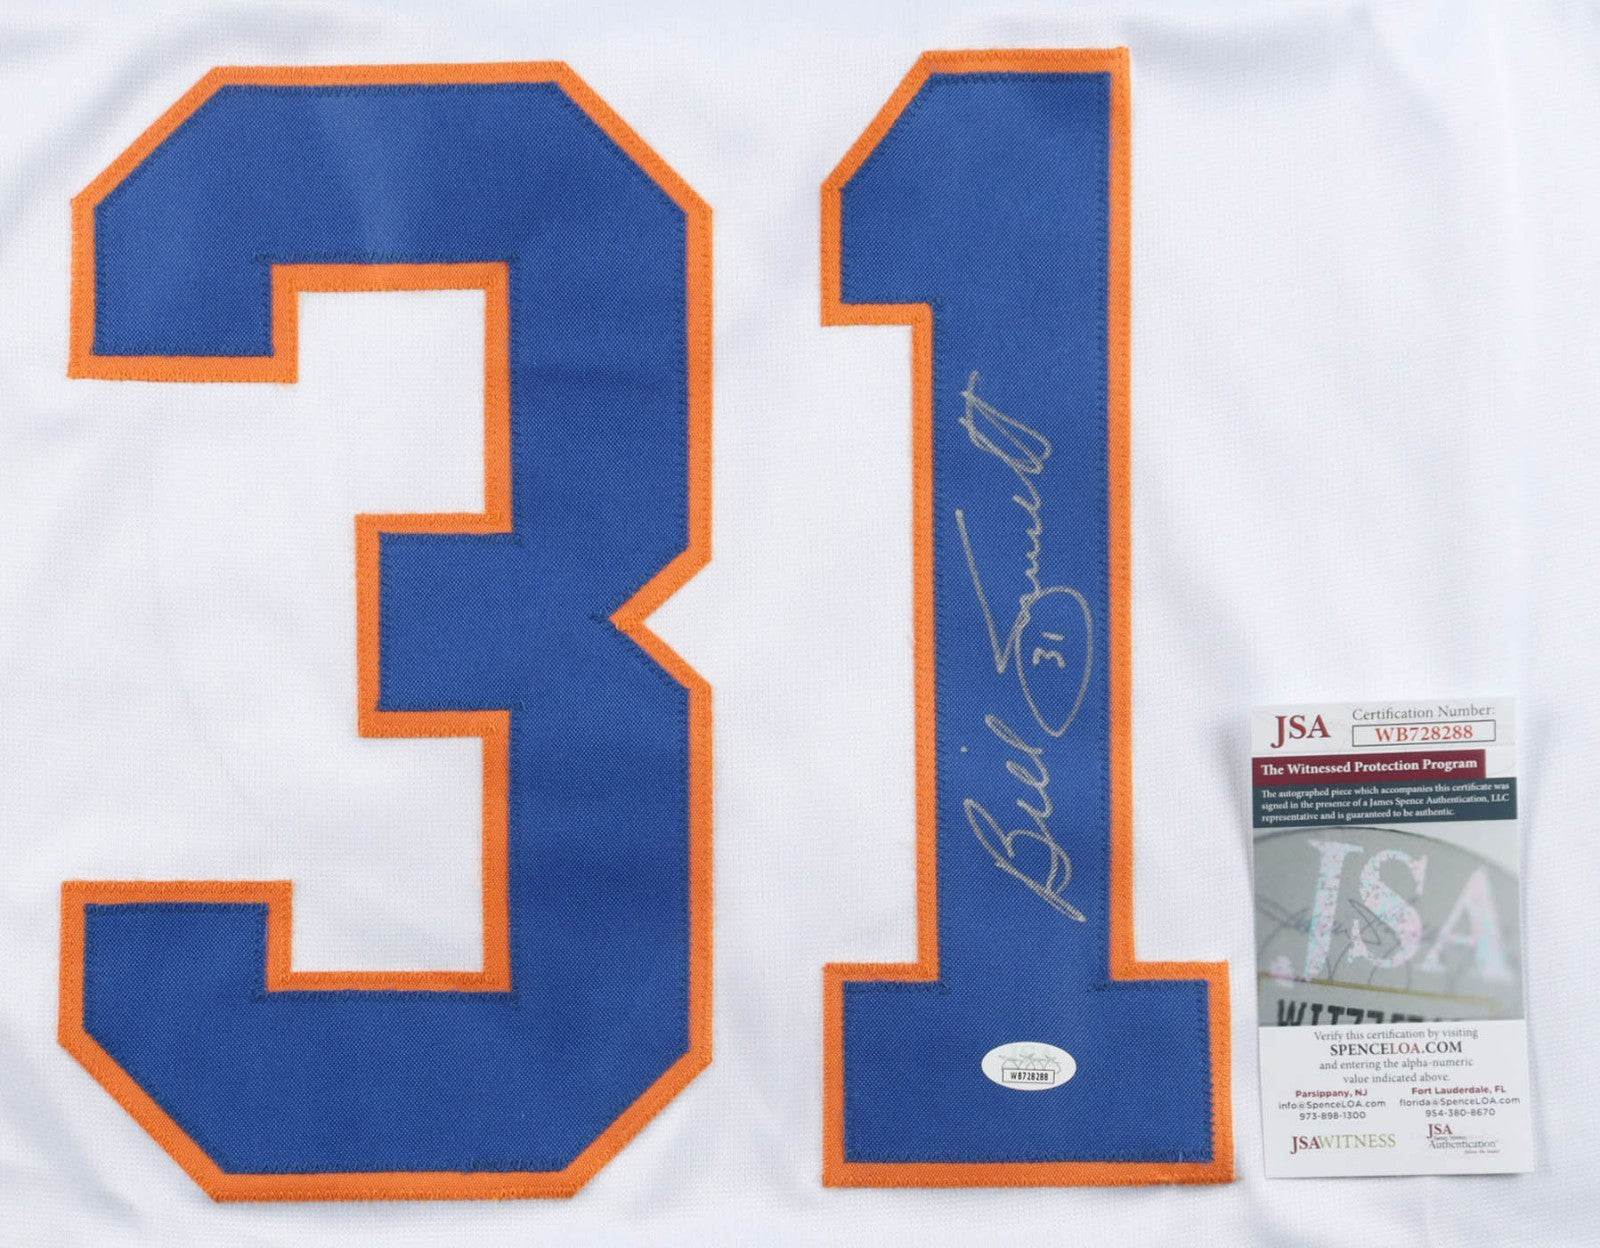 31
Bill Smith
31
WB728288
JSA
Certification Number:
WB728288
The Witnessed Protection Program
The autographed piece which accompanies this certificate was
signed in the presence of a James Spence Authentication, LLC
representative and is guaranteed to be authentic.
JSA
Verify this certification by visiting
SPENCELOA.COM
and entering the alpha-numeric
value indicated above.
Parsippany, NJ
info@SpenceLOA.com
973-898-1300
Fort Lauderdale, FL
florida@SpenceLOA.com
954-380-8670
JSAWITNESS
JSA
Authentication